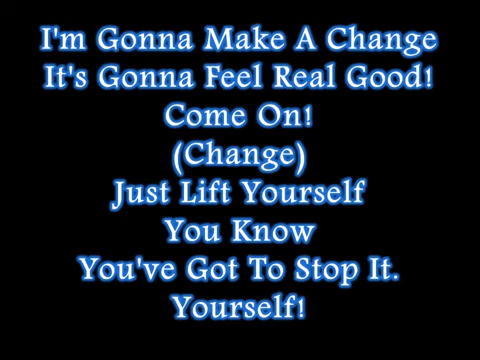 I'm Gonna Make A Change
It's Gonna Feel Real Good!
Come On!
(Change)
Just Lift Yourself
You Know
You've Got To Stop It.
Yourself!